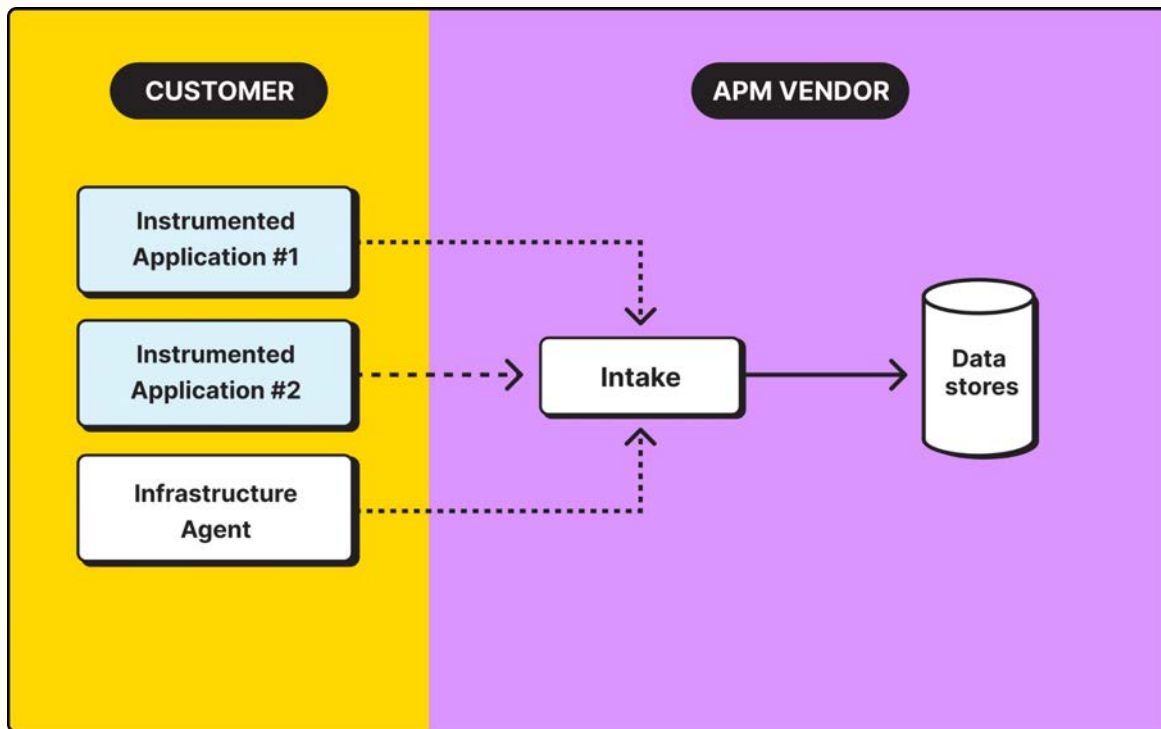 CUSTOMER
APM VENDOR
Instrumented
Application #1
Instrumented
Application #2
Infrastructure
Agent
Intake
Data
stores